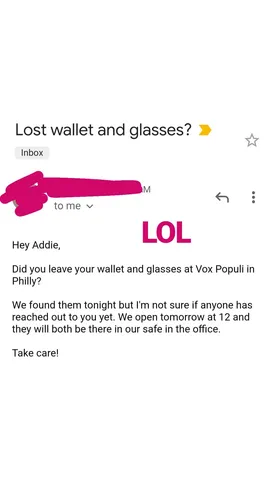 Lost wallet and glasses?
Inbox
M
to me
LOL
Hey Addie,
Did you leave your wallet and glasses at Vox Populi in
Philly?
We found them tonight but I'm not sure if anyone has
reached out to you yet. We open tomorrow at 12 and
they will both be there in our safe in the office.
Take care!